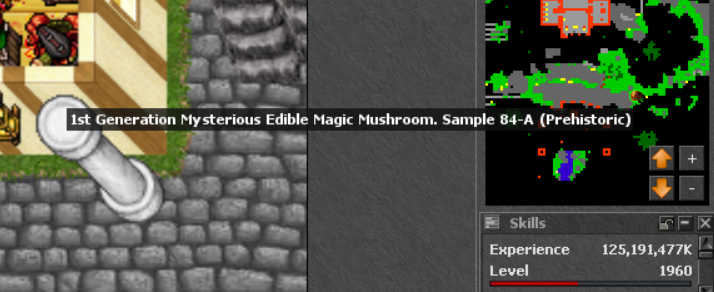 1st Generation Mysterious Edible Magic Mushroom. Sample 84-A (Prehistoric)
Skills
Experience 125,191,477K
Level 1960